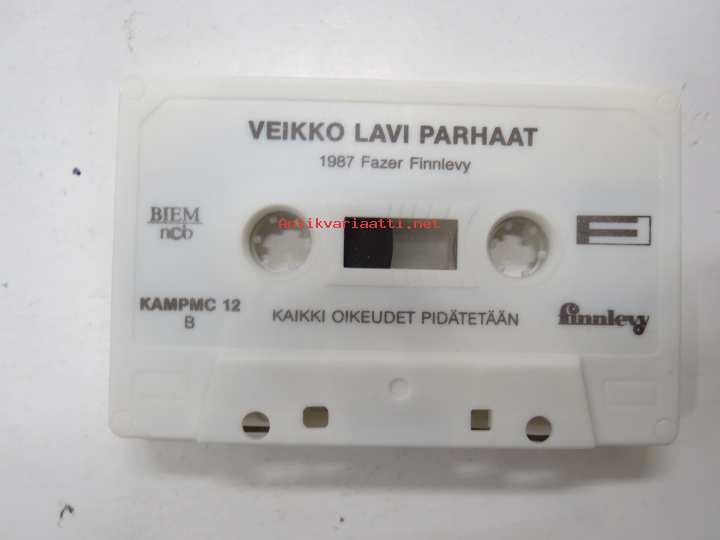 VEIKKO LAVI PARHAAT
1987 Fazer Finnlevy
BIEM
ncb
Antikvariaatti.net
KAMPMC 12
B
KAIKKI OIKEUDET PIDÄTETÄÄN
finnlevy